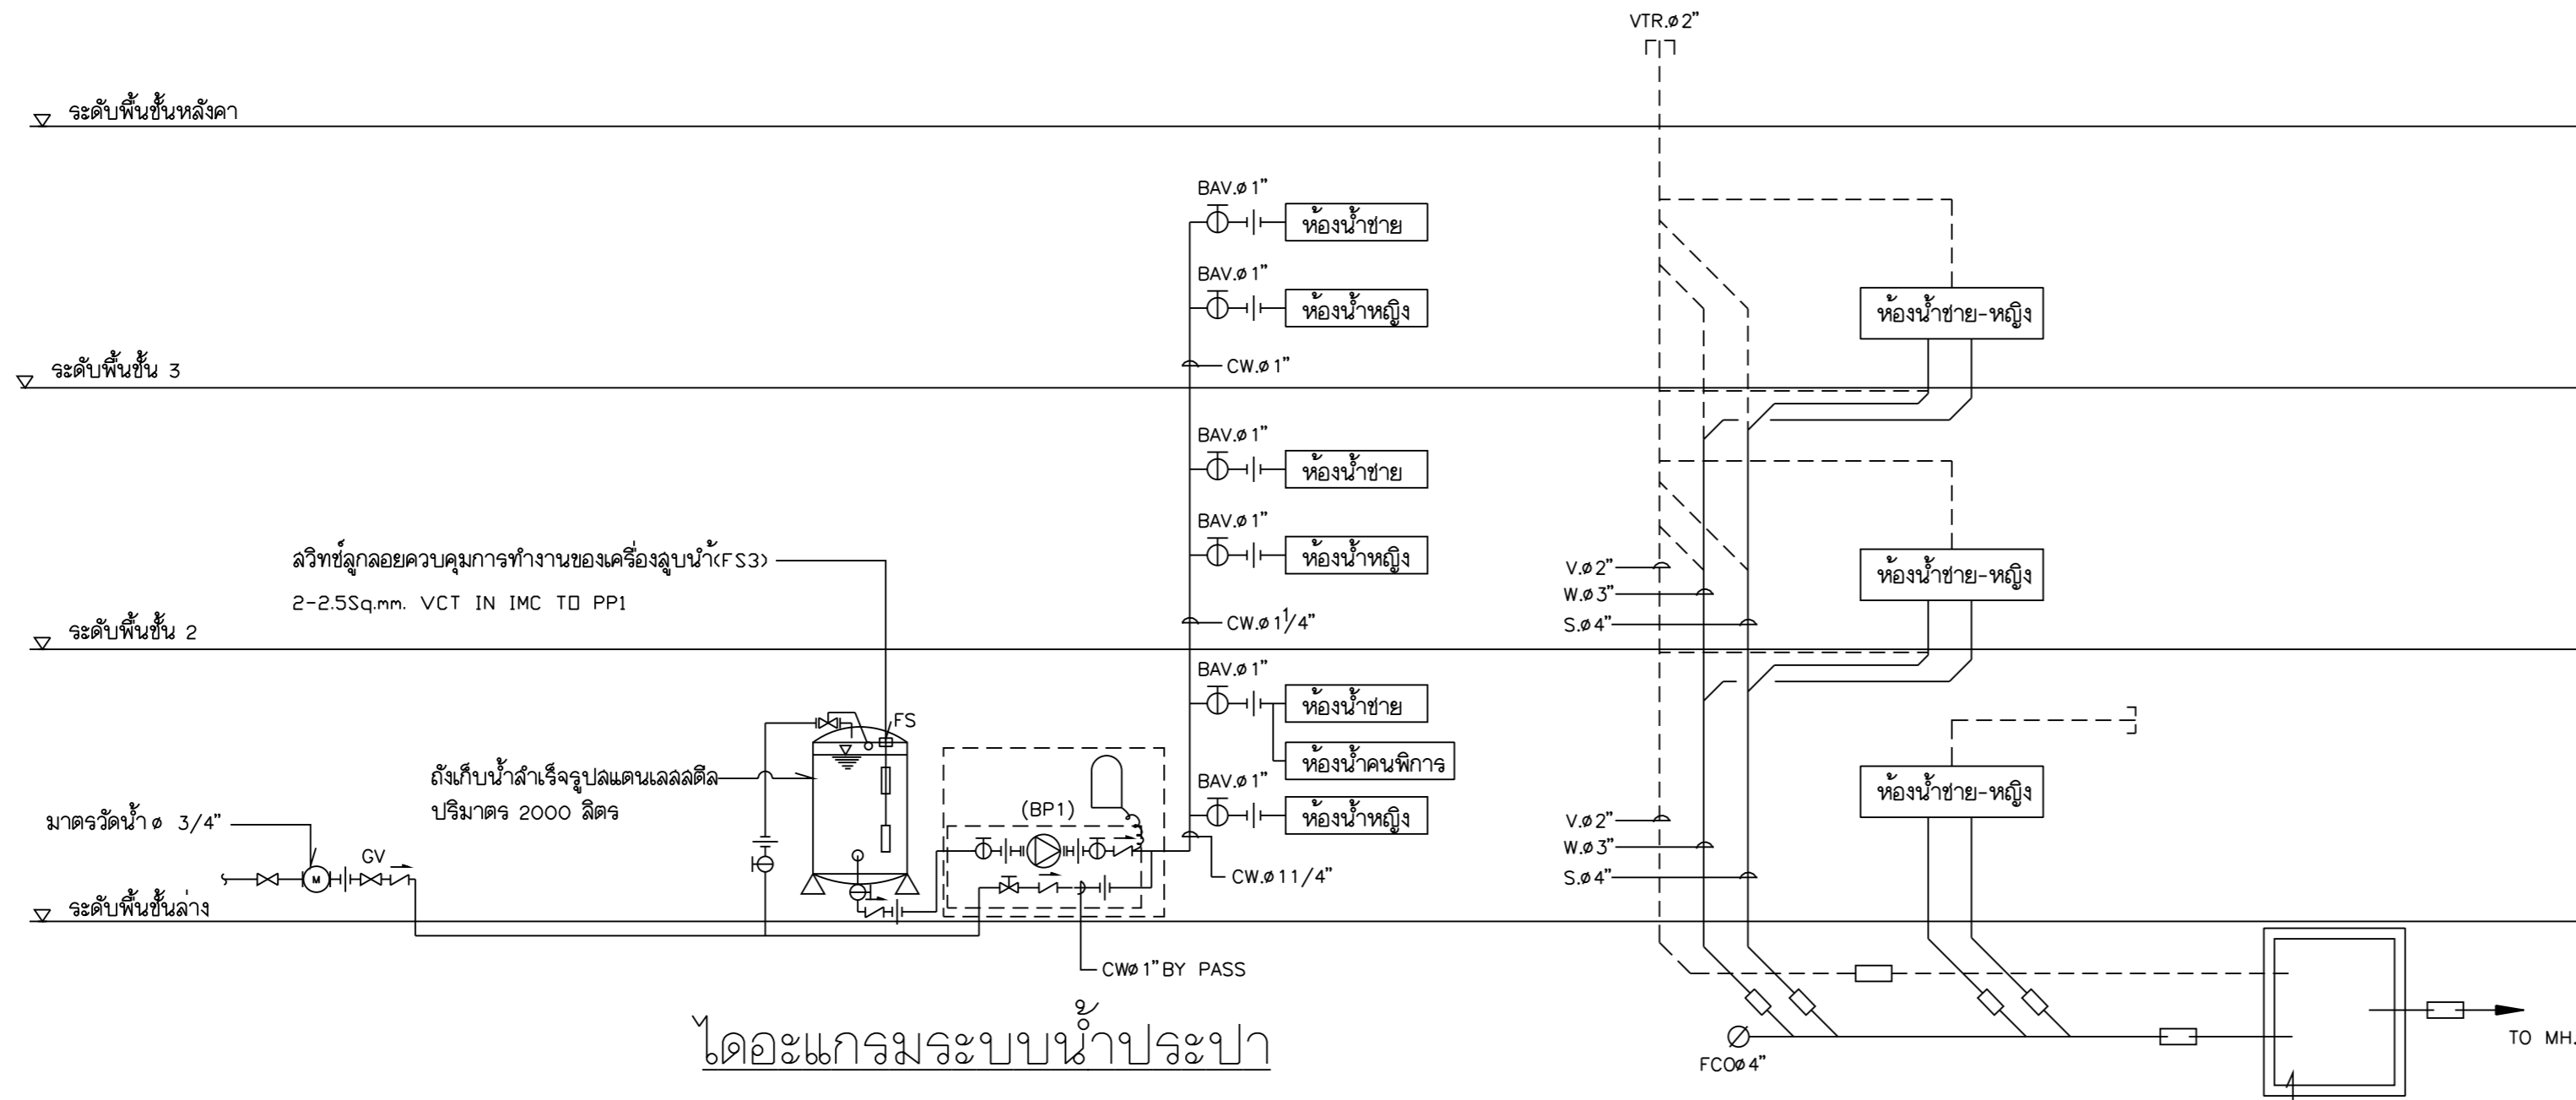 VTR.ø2"
ระดับพื้นชั้นหลังคา
BAV.ø1"
ห้องน้ำชาย
BAV.ø1"
ห้องน้ำหญิง
ห้องน้ำชาย-หญิง
CW.ø1"
ระดับพื้นชั้น 3
BAV.ø1"
ห้องน้ำชาย
BAV.ø1"
ห้องน้ำหญิง
สวิทช์ลูกลอยควบคุมการทำงานของเครื่องสูบน้ำ(FS3)
2-2.5Sq.mm. VCT IN IMC TO PP1
V.ø2"
W.ø3"
S.ø4"
ห้องน้ำชาย-หญิง
CW.ø1 1/4"
ระดับพื้นชั้น 2
BAV.ø1"
ห้องน้ำชาย
FS
ห้องน้ำคนพิการ
ถังเก็บน้ำสำเร็จรูปสแตนเลสสตีล
ปริมาตร 2000 ลิตร
BAV.ø1"
ห้องน้ำหญิง
ห้องน้ำชาย-หญิง
(BP1)
มาตรวัดน้ำø 3/4"
GV
M
V.ø2"
W.ø3"
S.ø4"
CW.ø11/4"
ระดับพื้นชั้นล่าง
CWø1"BY PASS
FCOø4"
TO MH.
ไดอะแกรมระบบน้ำประปา